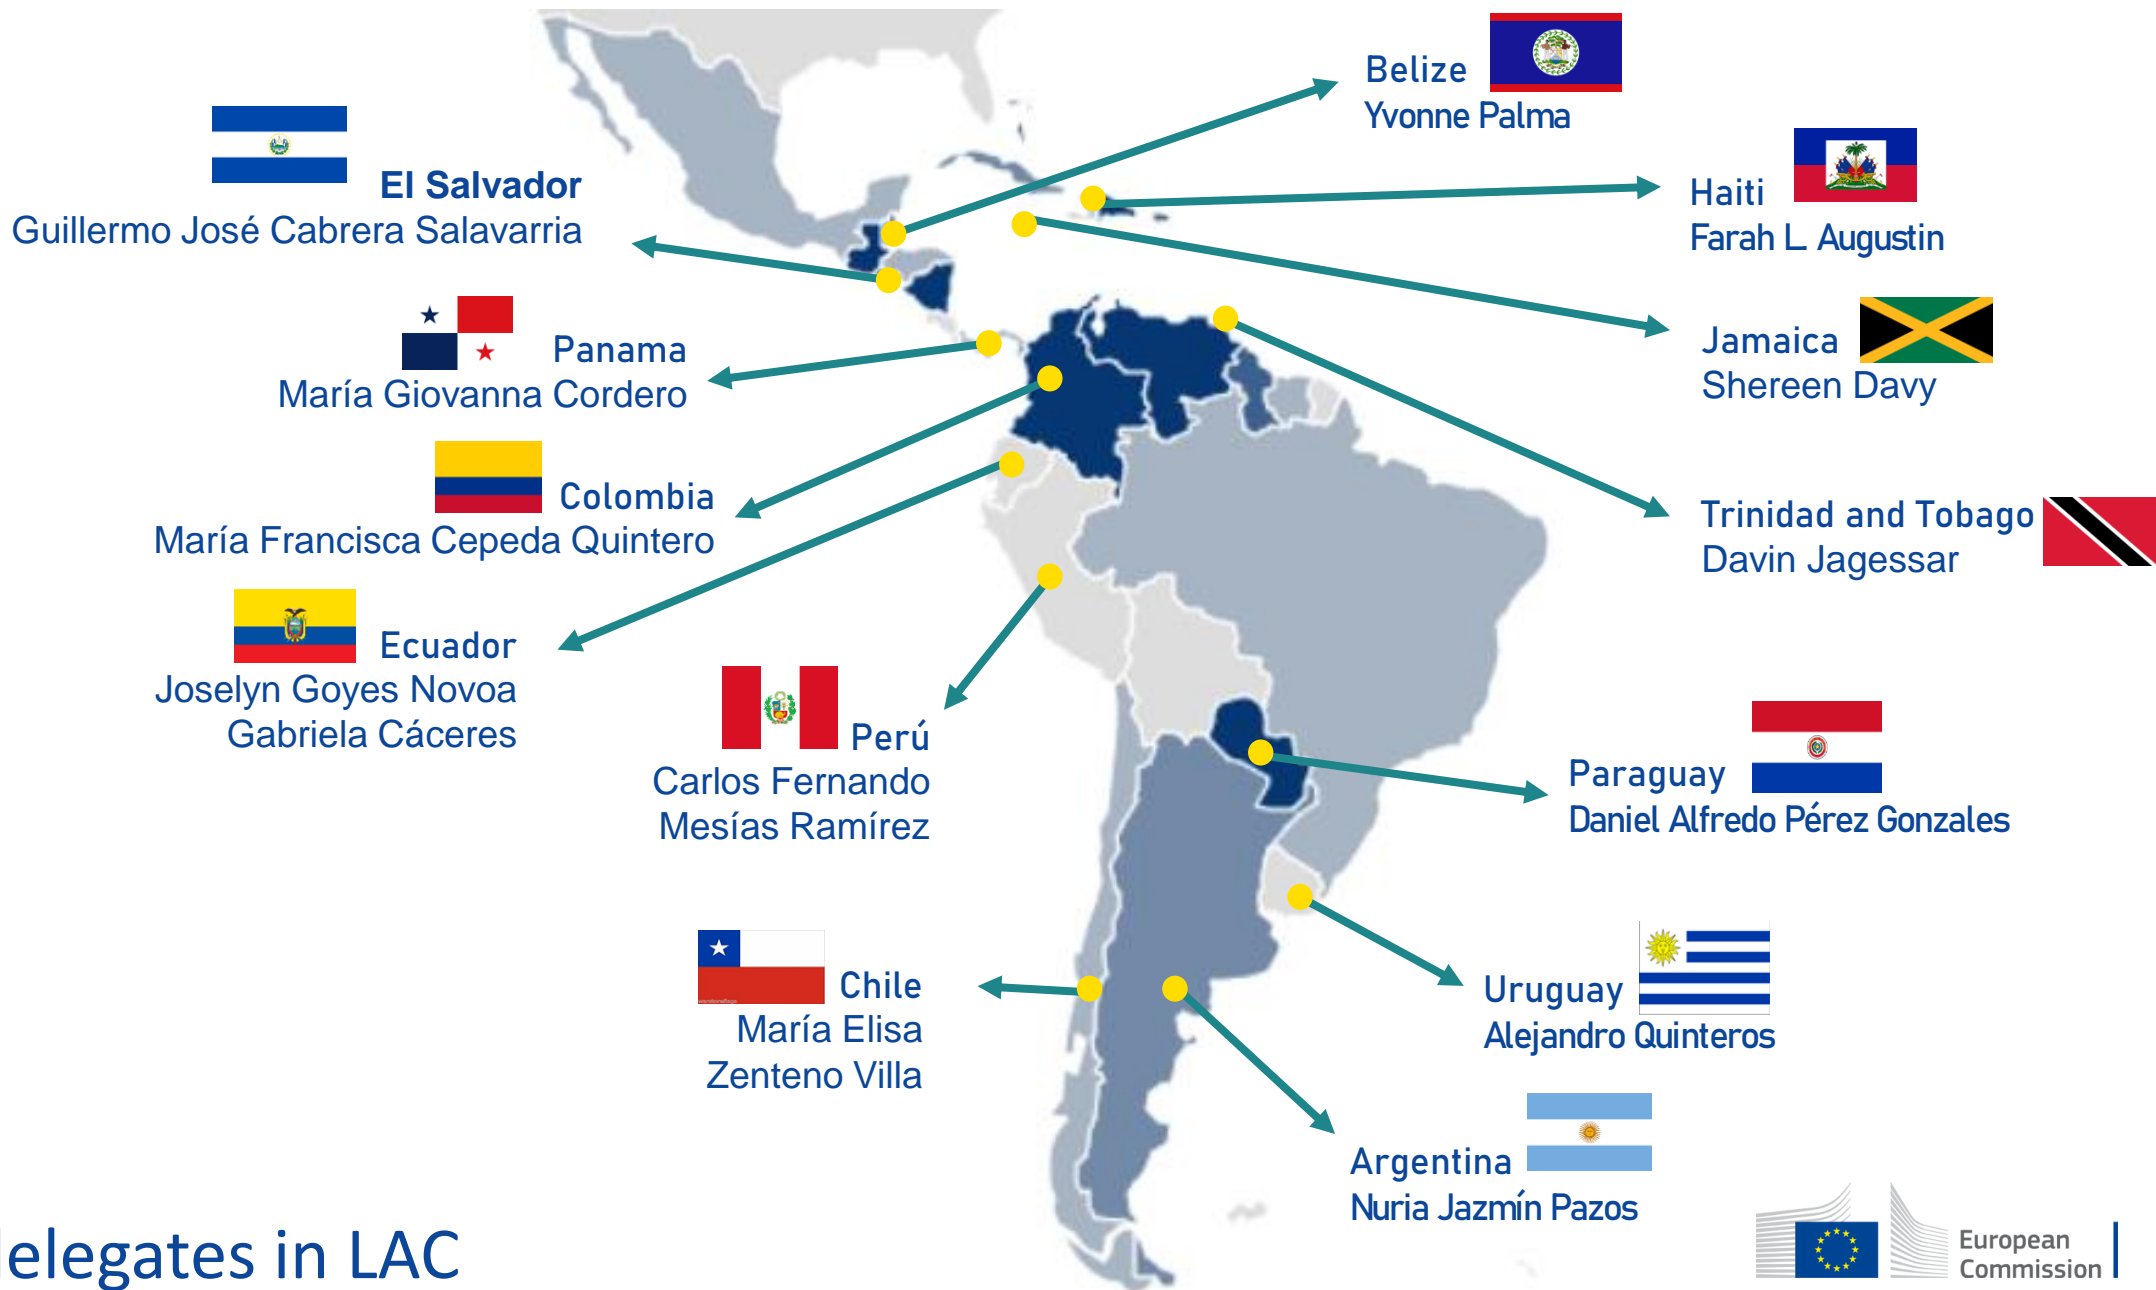 Belize
Yvonne Palma
El Salvador
Guillermo José Cabrera Salavarria
Haiti
Farah L. Augustin
Panama
María Giovanna Cordero
Jamaica
Shereen Davy
Colombia
María Francisca Cepeda Quintero
Trinidad and Tobago
Davin Jagessar
Ecuador
Joselyn Goyes Novoa
Gabriela Cáceres
Perú
Carlos Fernando
Mesías Ramírez
Paraguay
Daniel Alfredo Pérez Gonzales
Chile
María Elisa
Zenteno Villa
Uruguay
Alejandro Quinteros
Argentina
Nuria Jazmín Pazos
delegates in LAC
European
Commission